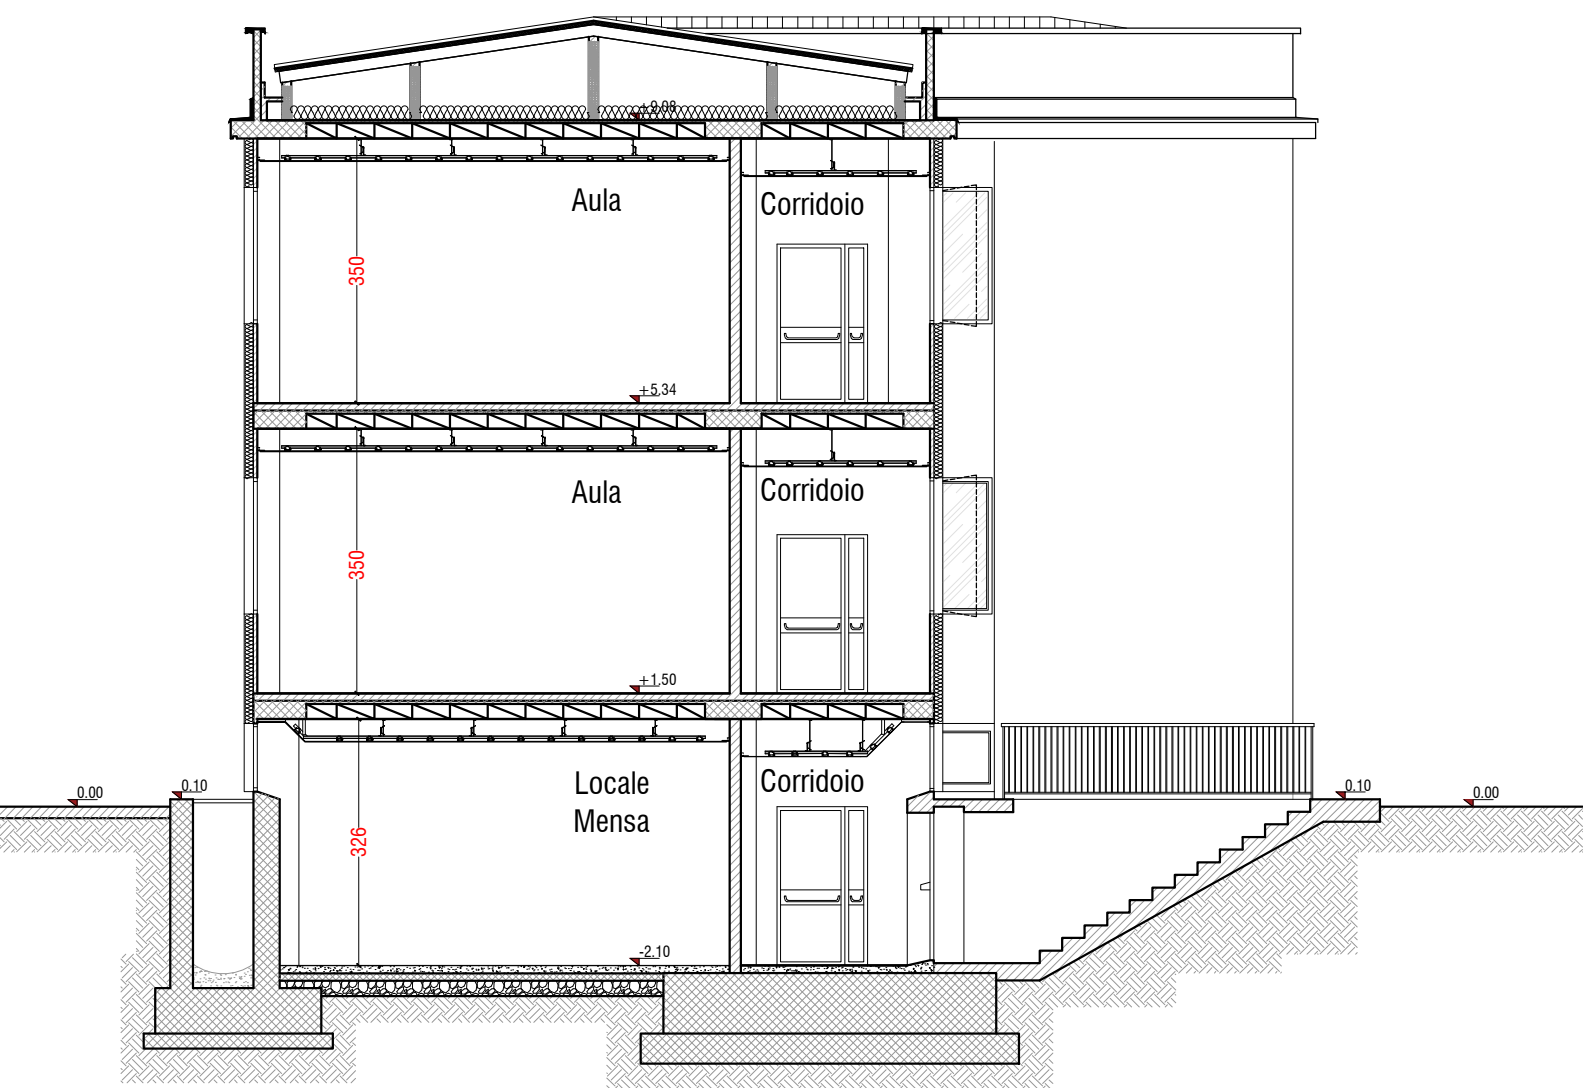 +9.08
Aula
Corridoio
350
+5.34
Aula
Corridoio
350
+1.50
Locale
Mensa
Corridoio
0.00
0.10
0.10
0.00
326
-2.10